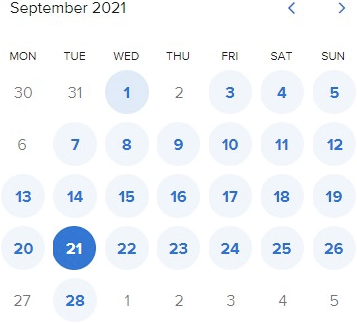 September 2021
MON TUE WED THU FRI SAT SUN
30 31 1 2 3 4 5
6 7 8 9 10 11 12
13 14 15 16 17 18 19
20 21 22 23 24 25 26
27 28 1 2 3 4 5